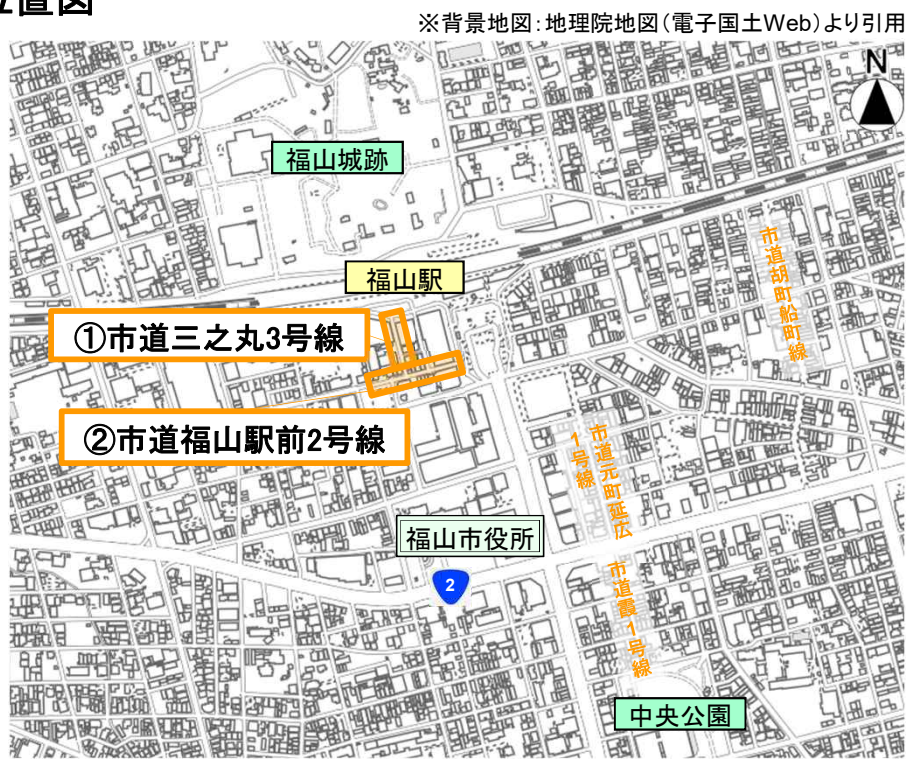 置図
※背景地図：地理院地図（電子国土Web）より引用
N
福山城跡
福山駅
市道胡町船町線
①市道三之丸3号線
②市道福山駅前2号線
市道元町延広
1号線
福山市役所
2
市道霞1号線
中央公園